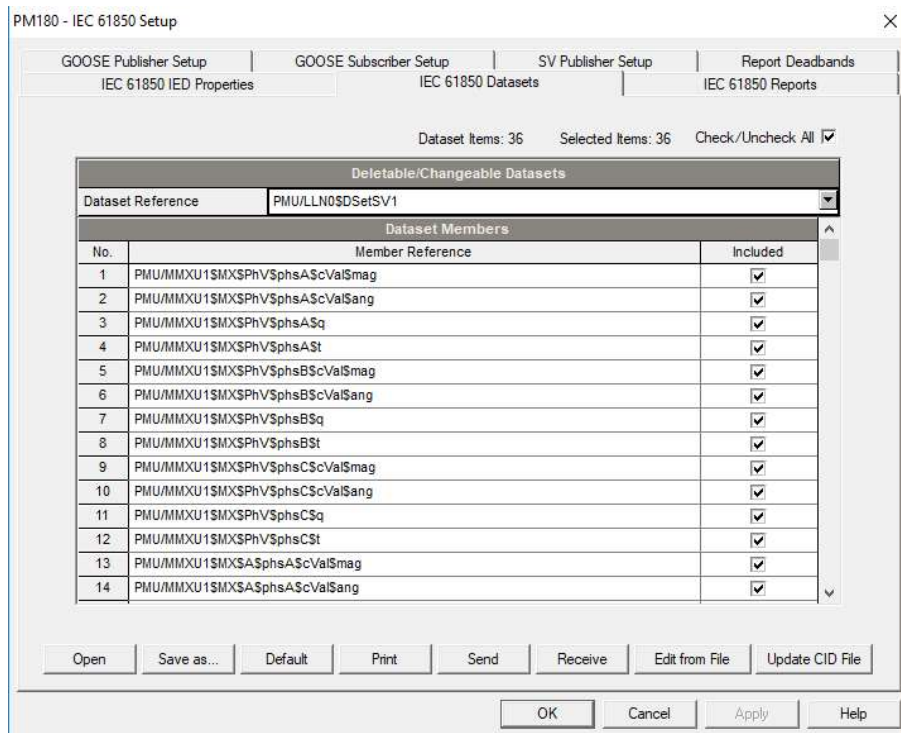 PM180 - IEC 61850 Setup
GOOSE Publisher Setup GOOSE Subscriber Setup SV Publisher Setup Report Deadbands
IEC 61850 IED Properties IEC 61850 Datasets IEC 61850 Reports
Dataset Items: 36 Selected Items: 36 Check/Uncheck All
Deletable/Changeable Datasets
Dataset Reference PMU/LLN0$DSetSV1
Dataset Members
No. Member Reference Included
1 PMU/MMXU1$MX$PhV$phsA$cVal$mag
2 PMU/MMXU1$MX$PhV$phsA$cVal$ang
3 PMU/MMXU1$MX$PhV$phsA$q
4 PMU/MMXU1$MX$PhV$phsA$t
5 PMU/MMXU1$MX$PhV$phsB$cVal$mag
6 PMU/MMXU1$MX$PhV$phsB$cVal$ang
7 PMU/MMXU1$MX$PhV$phsB$q
8 PMU/MMXU1$MX$PhV$phsB$t
9 PMU/MMXU1$MX$PhV$phsC$cVal$mag
10 PMU/MMXU1$MX$PhV$phsC$cVal$ang
11 PMU/MMXU1$MX$PhV$phsC$q
12 PMU/MMXU1$MX$PhV$phsC$t
13 PMU/MMXU1$MX$A$phsA$cVal$mag
14 PMU/MMXU1$MX$A$phsA$cVal$ang
Open Save as... Default Print Send Receive Edit from File Update CID File
OK Cancel Apply Help